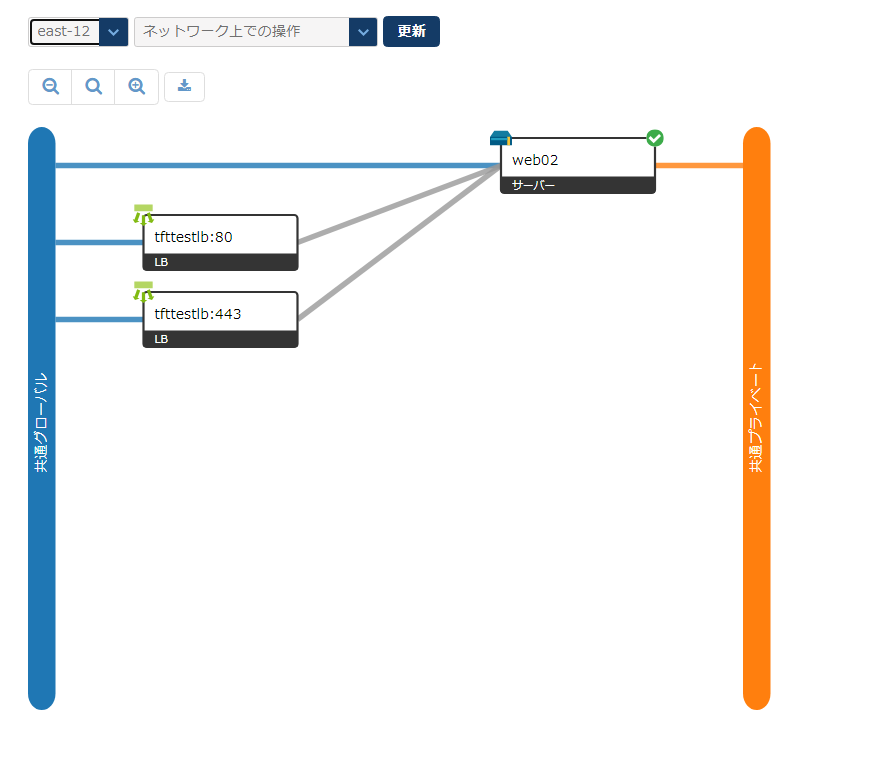 east-12
ネットワーク上での操作
更新
web02
サーバー
tfttestlb:80
LB
tfttestlb:443
LB
共通グローバル
共通プライベート